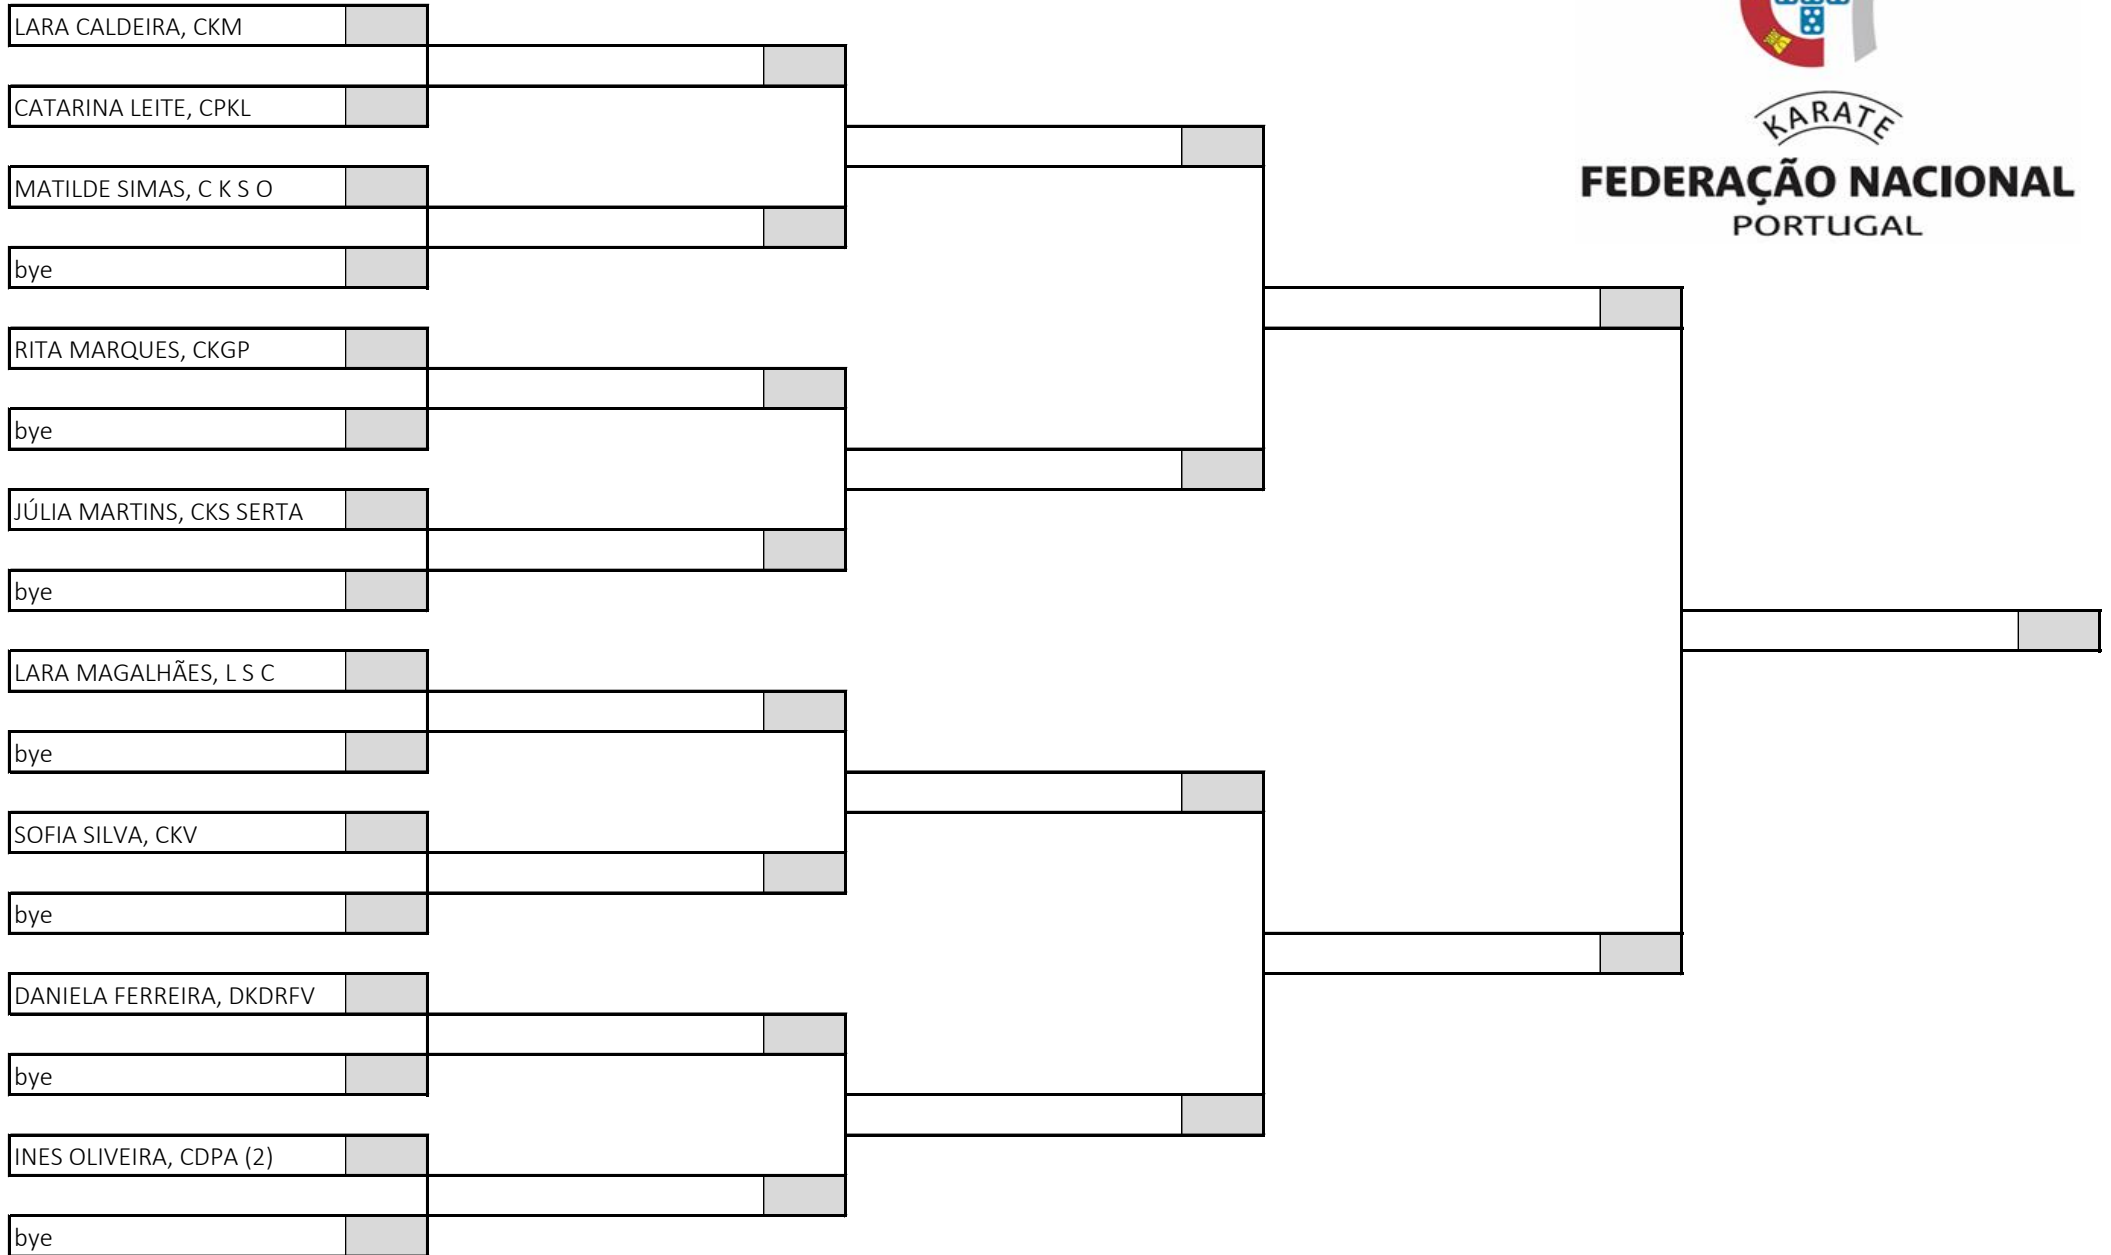 LARA CALDEIRA, CKM
CATARINA LEITE, CPKL
MATILDE SIMAS, C K S O
bye
RITA MARQUES, CKGP
bye
JÚLIA MARTINS, CKS SERTA
bye
LARA MAGALHÃES, L S C
bye
SOFIA SILVA, CKV
bye
DANIELA FERREIRA, DKDRFV
bye
INES OLIVEIRA, CDPA (2)
bye
KARATE
FEDERAÇÃO NACIONAL
PORTUGAL